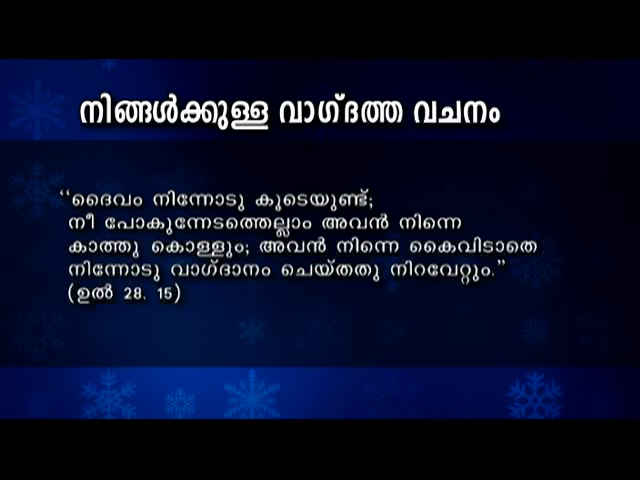 നിങ്ങൾക്കുള്ള വാഗ്ദത്ത വചനം
“ദൈവം നിന്നോടു കൂടെയുണ്ട്;
നീ പോകുന്നേടത്തെല്ലാം അവൻ നിന്നെ
കാത്തു കൊള്ളും; അവൻ നിന്നെ കൈവിടാതെ
നിന്നോടു വാഗ്ദാനം ചെയ്തതു നിറവേറ്റും.”
(ഉൽ 28. 15)